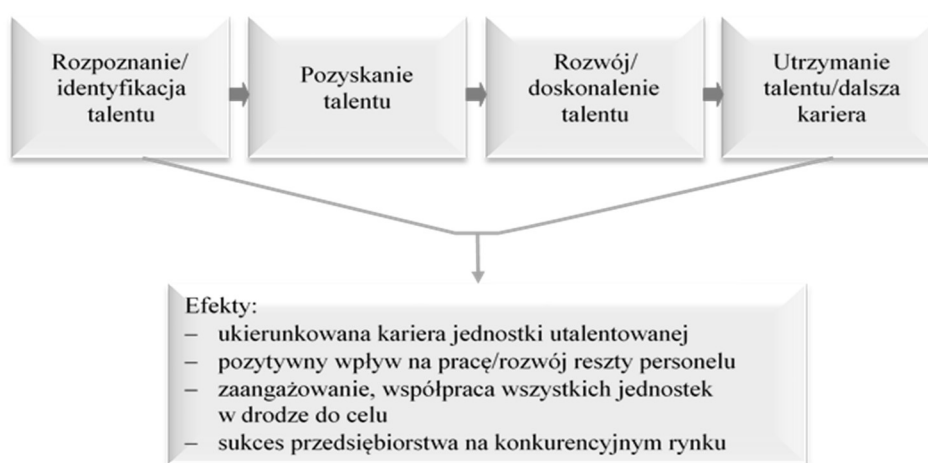 Rozpoznanie/
identyfikacja
talentu
Pozyskanie
talentu
Rozwój/
doskonalenie
talentu
Utrzymanie
talentu/dalsza
kariera
Efekty:
– ukierunkowana kariera jednostki utalentowanej
– pozytywny wpływ na pracę/rozwój reszty personelu
– zaangażowanie, współpraca wszystkich jednostek
w drodze do celu
– sukces przedsiębiorstwa na konkurencyjnym rynku